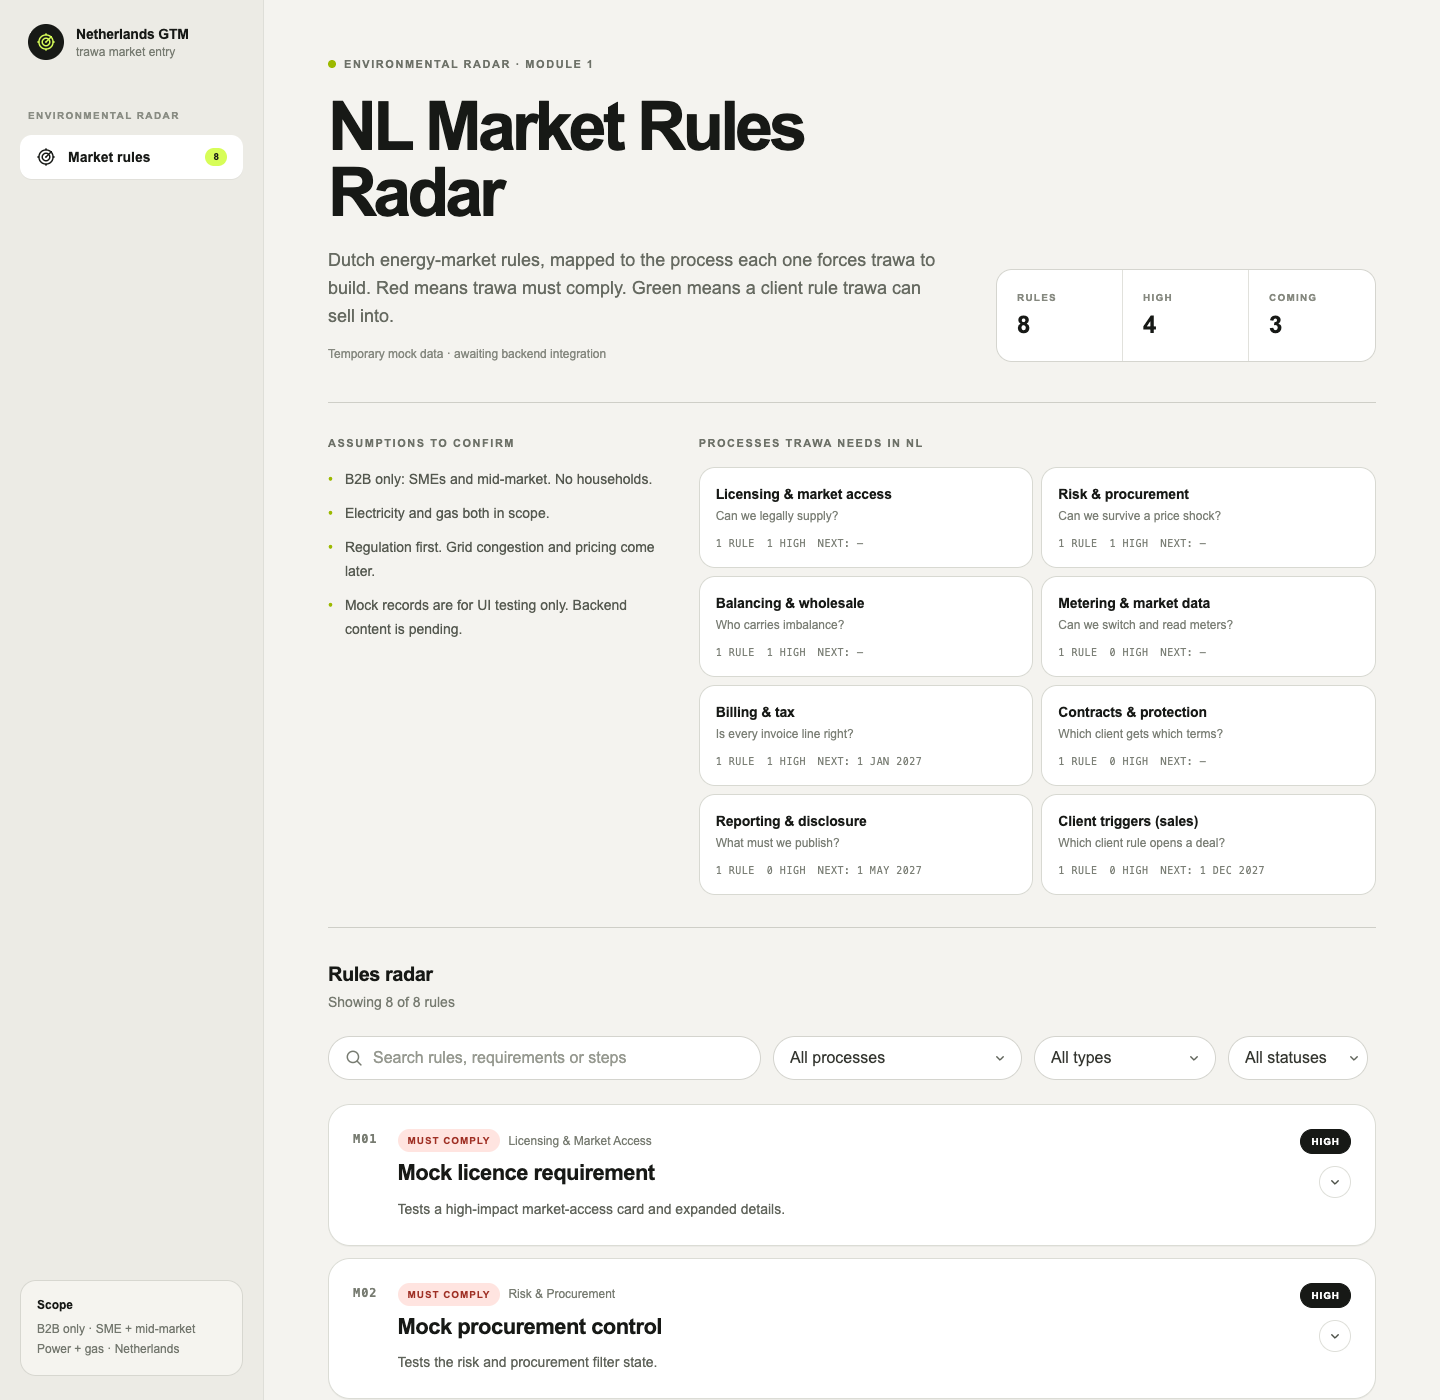 Netherlands GTM
trawa market entry
ENVIRONMENTAL RADAR
Market rules 8
Scope
B2B only · SME + mid-market
Power + gas · Netherlands
ENVIRONMENTAL RADAR · MODULE 1
NL Market Rules
Radar
Dutch energy-market rules, mapped to the process each one forces trawa to
build. Red means trawa must comply. Green means a client rule trawa can
sell into.
Temporary mock data · awaiting backend integration
RULES HIGH COMING
8 4 3
ASSUMPTIONS TO CONFIRM
• B2B only: SMEs and mid-market. No households.
• Electricity and gas both in scope.
• Regulation first. Grid congestion and pricing come
later.
• Mock records are for UI testing only. Backend
content is pending.
PROCESSES TRAWA NEEDS IN NL
Licensing & market access
Can we legally supply?
1 RULE 1 HIGH NEXT: —
Risk & procurement
Can we survive a price shock?
1 RULE 1 HIGH NEXT: —
Balancing & wholesale
Who carries imbalance?
1 RULE 1 HIGH NEXT: —
Metering & market data
Can we switch and read meters?
1 RULE 0 HIGH NEXT: —
Billing & tax
Is every invoice line right?
1 RULE 1 HIGH NEXT: 1 JAN 2027
Contracts & protection
Which client gets which terms?
1 RULE 0 HIGH NEXT: —
Reporting & disclosure
What must we publish?
1 RULE 0 HIGH NEXT: 1 MAY 2027
Client triggers (sales)
Which client rule opens a deal?
1 RULE 0 HIGH NEXT: 1 DEC 2027
Rules radar
Showing 8 of 8 rules
Search rules, requirements or steps All processes All types All statuses
M01 MUST COMPLY Licensing & Market Access HIGH
Mock licence requirement
Tests a high-impact market-access card and expanded details.
M02 MUST COMPLY Risk & Procurement HIGH
Mock procurement control
Tests the risk and procurement filter state.